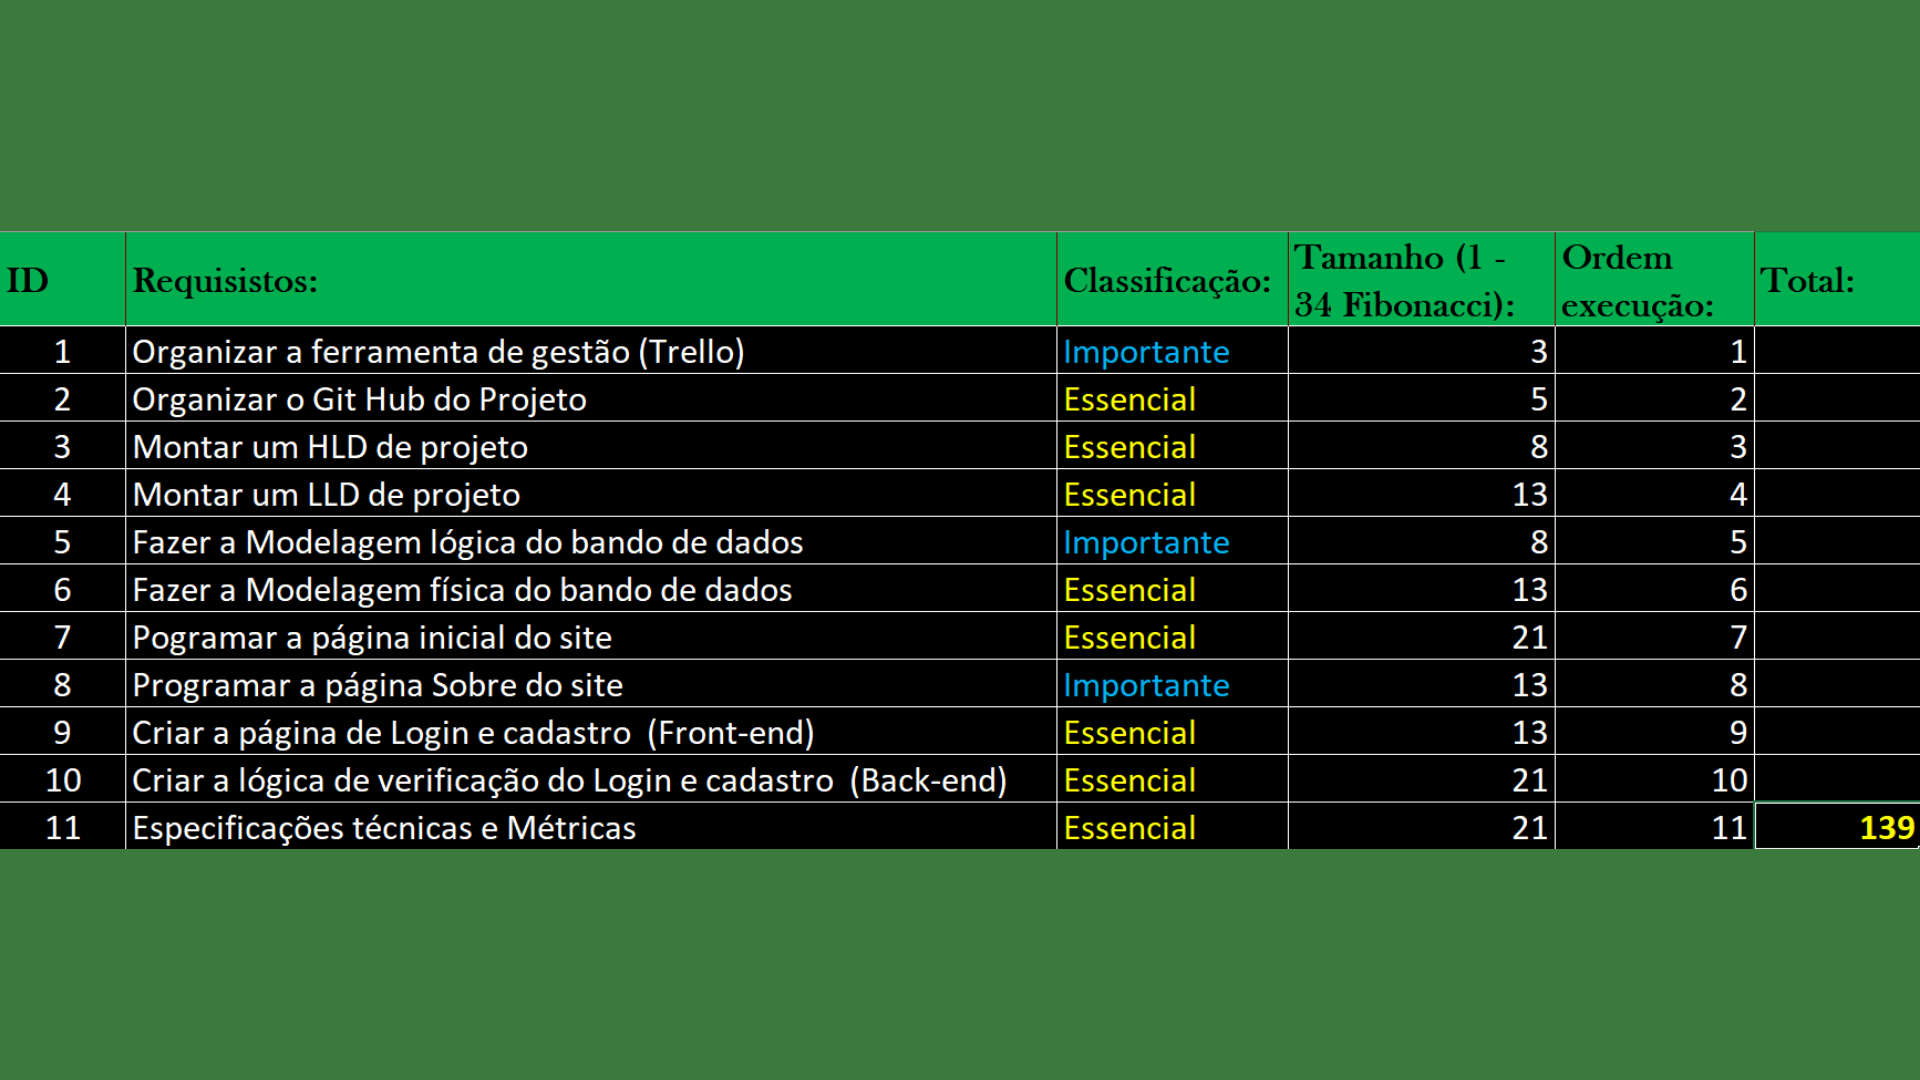 ID Requisistos: Classificação: Tamanho (1 - 34 Fibonacci): Ordem execução: Total:
1 Organizar a ferramenta de gestão (Trello) Importante 3 1
2 Organizar o Git Hub do Projeto Essencial 5 2
3 Montar um HLD de projeto Essencial 8 3
4 Montar um LLD de projeto Essencial 13 4
5 Fazer a Modelagem lógica do bando de dados Importante 8 5
6 Fazer a Modelagem física do bando de dados Essencial 13 6
7 Pogramar a página inicial do site Essencial 21 7
8 Programar a página Sobre do site Importante 13 8
9 Criar a página de Login e cadastro (Front-end) Essencial 13 9
10 Criar a lógica de verificação do Login e cadastro (Back-end) Essencial 21 10
11 Especificações técnicas e Métricas Essencial 21 11 139